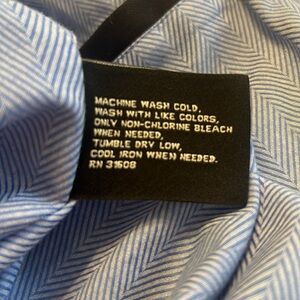 MACHINE WASH COLD,
WASH WITH LIKE COLORS,
ONLY NON-CHLORINE BLEACH
WHEN NEEDED,
TUMBLE DRY LOW,
COOL IRON WHEN NEEDED.
RN 31608